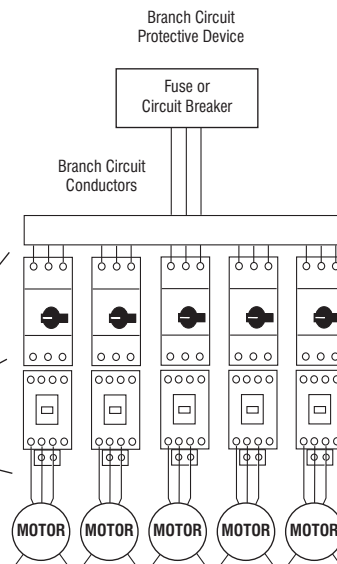 Branch Circuit
Protective Device
Fuse or
Circuit Breaker
Branch Circuit
Conductors
MOTOR MOTOR MOTOR MOTOR MOTOR